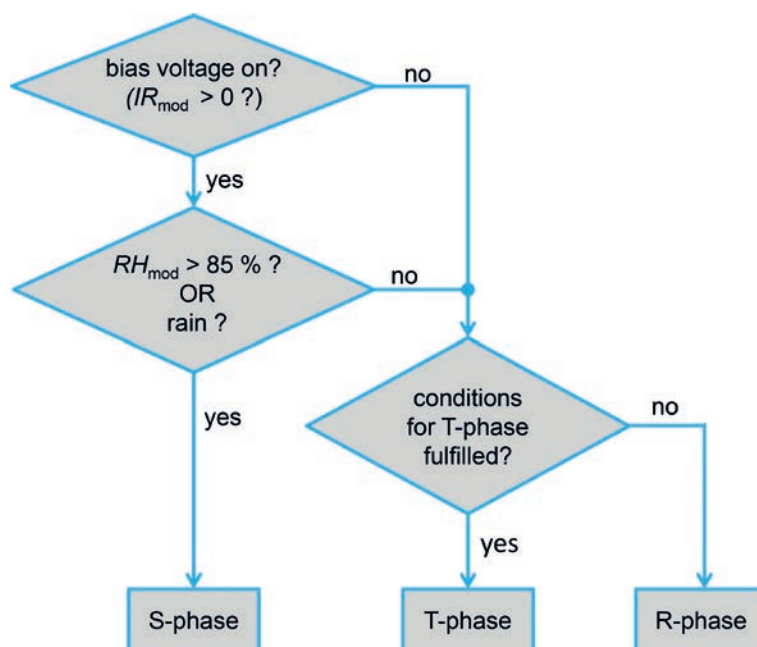 bias voltage on?
(IRmod > 0 ?)
no
yes
RHmod > 85 % ?
OR
rain ?
no
yes
conditions
for T-phase
fulfilled?
no
yes
S-phase
T-phase
R-phase